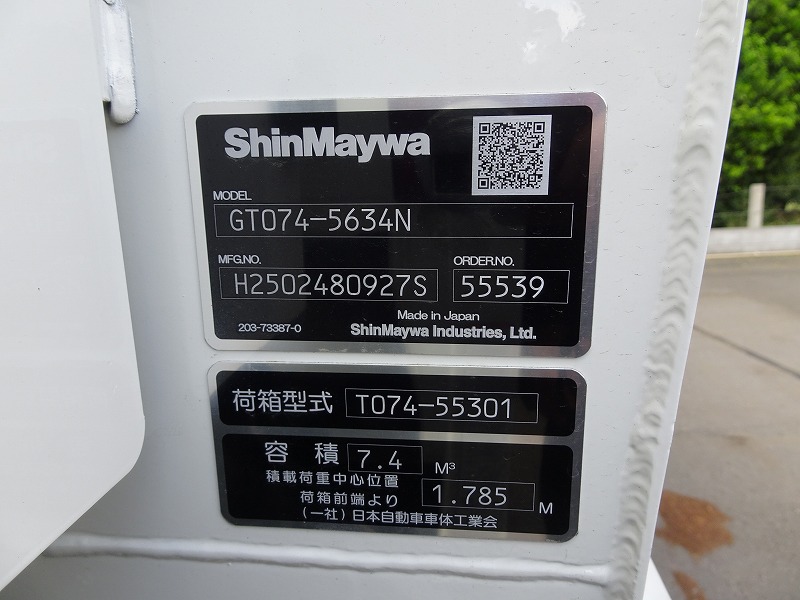 ShinMaywa
MODEL
GT074-5634N
MFG.NO. ORDER.NO.
H2502480927S 55539
Made in Japan
203-73387-0 ShinMaywa Industries, Ltd.
荷箱型式 T074-55301
容積 7.4 M³
積載荷重中心位置
荷箱前端より 1.785 M
(一社)日本自動車車体工業会